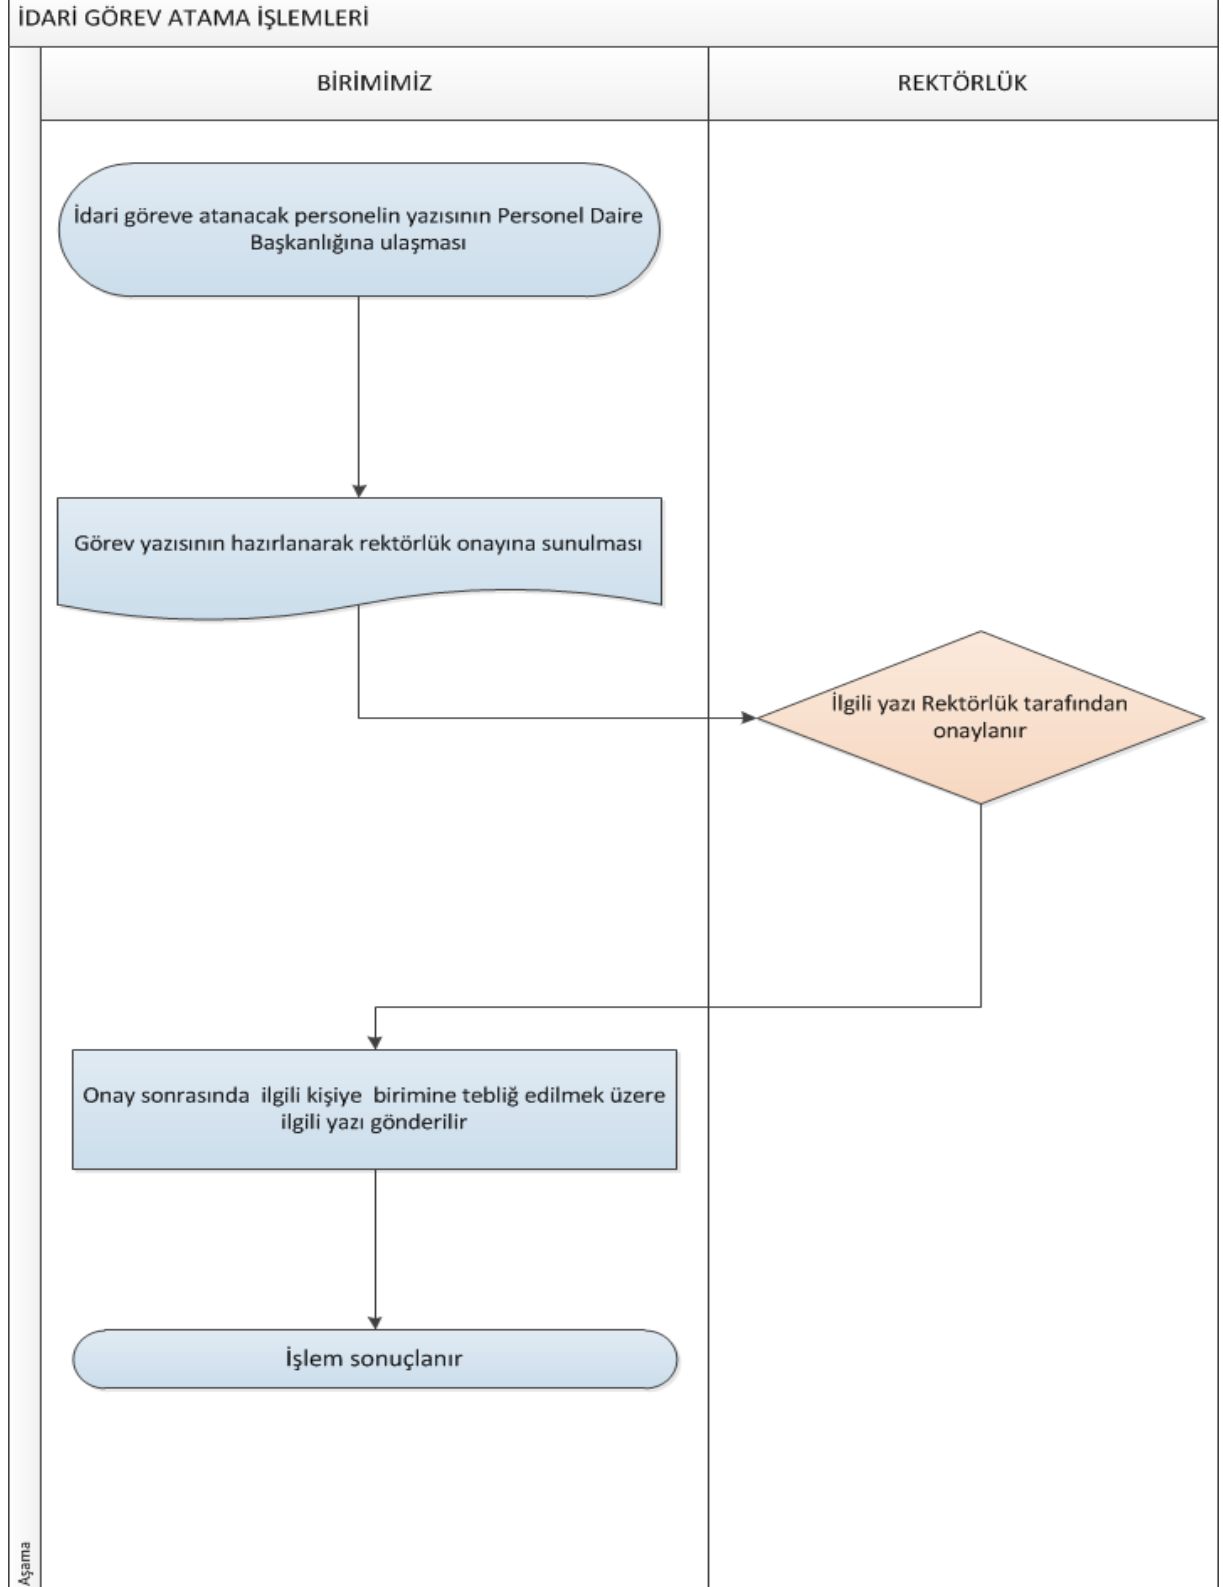 İDARİ GÖREV ATAMA İŞLEMLERİ
BİRİMİMİZ
REKTÖRLÜK
İdari göreve atanacak personelin yazısının Personel Daire
Başkanlığına ulaşması
Görev yazısının hazırlanarak rektörlük onayına sunulması
İlgili yazı Rektörlük tarafından
onaylanır
Onay sonrasında ilgili kişiye birimine tebliğ edilmek üzere
ilgili yazı gönderilir
İşlem sonuçlanır
Aşama